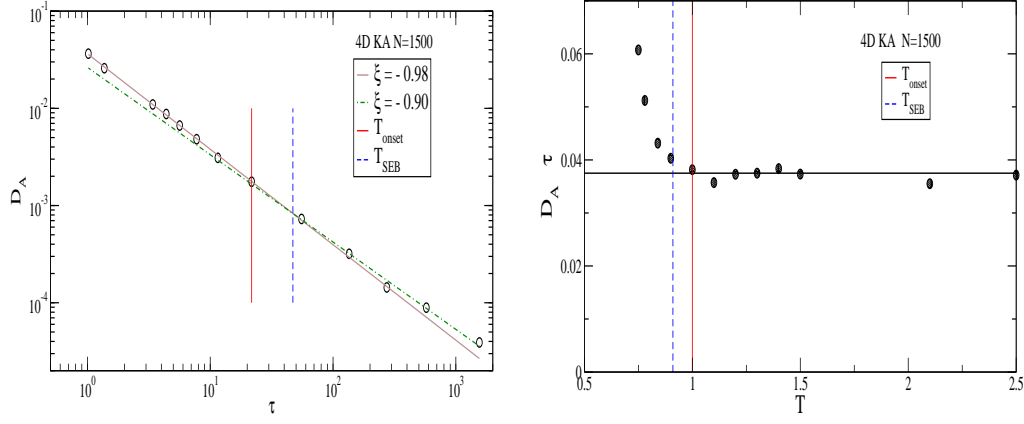 10^-1
10^-2
10^-3
10^-4
D_A
10^0
10^1
10^2
10^3
τ
4D KA N=1500
ξ = - 0.98
ξ = - 0.90
T_onset
T_SEB
0.06
0.04
0.02
0
D_A τ
0.5
1
1.5
2
2.5
T
4D KA N=1500
T_onset
T_SEB